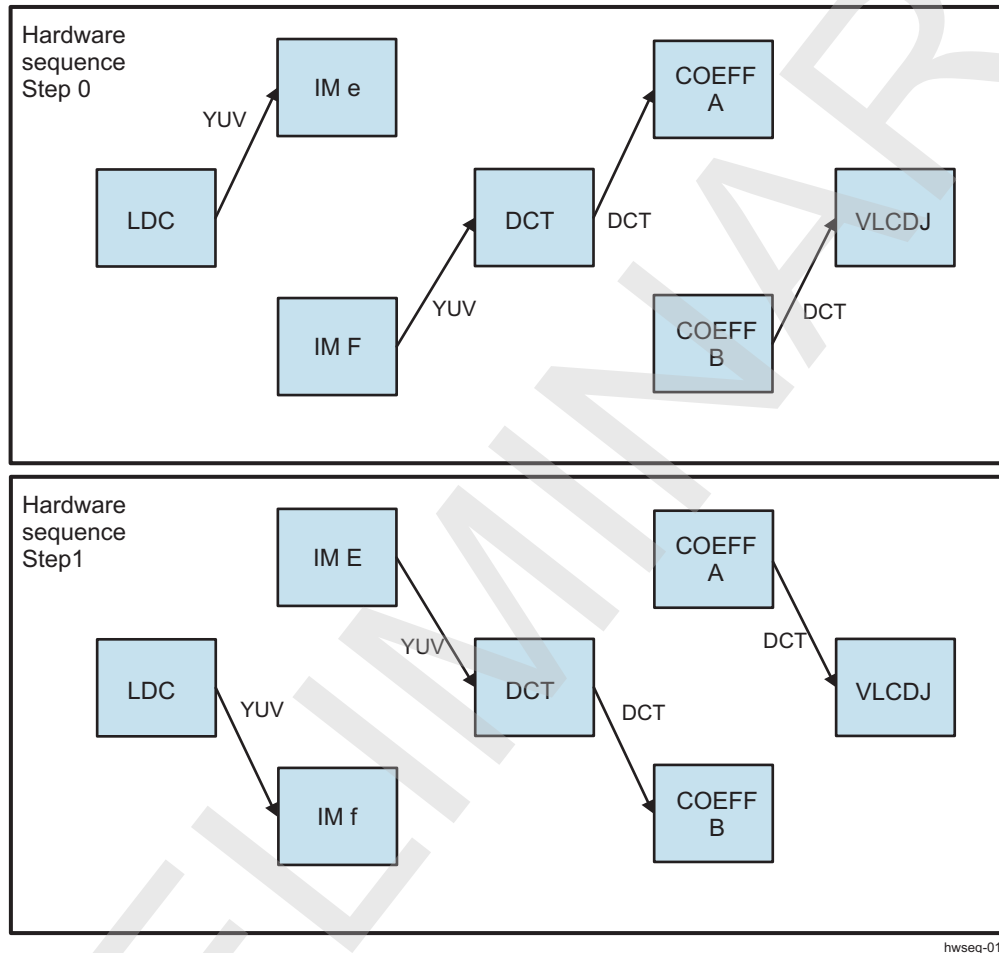 Hardware
sequence
Step 0
IM e
COEFF
A
YUV
LDC
DCT
DCT
VLCDJ
YUV
IM F
COEFF
B
DCT
Hardware
sequence
Step1
IM E
COEFF
A
YUV
DCT
LDC
YUV
DCT
DCT
VLCDJ
IM f
COEFF
B
hwseq-01
ELIMINAR